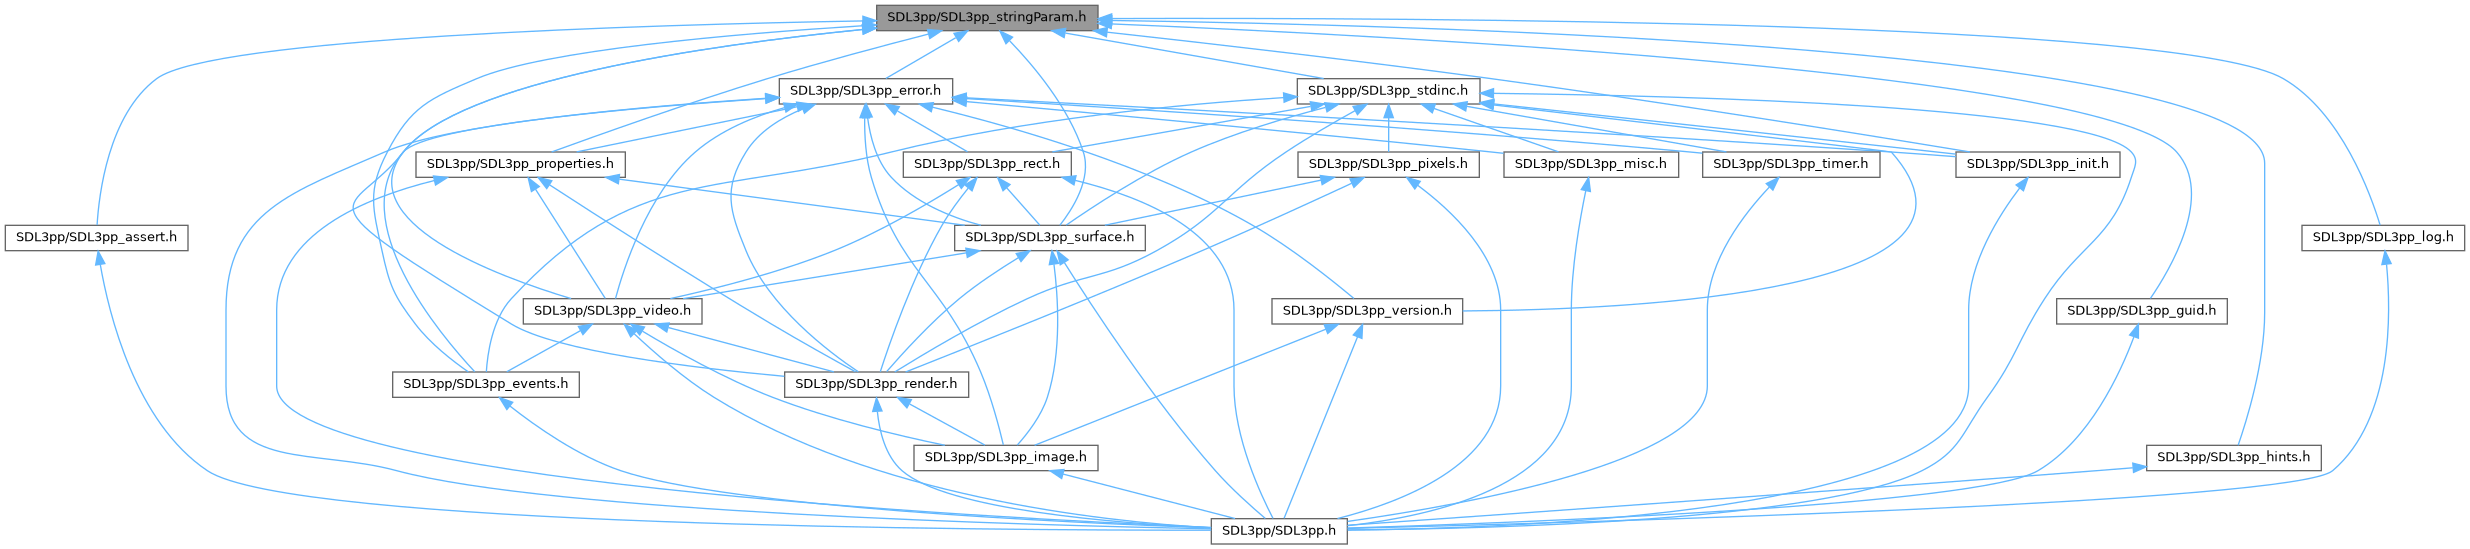 SDL3pp/SDL3pp_stringParam.h
SDL3pp/SDL3pp_error.h
SDL3pp/SDL3pp_stdinc.h
SDL3pp/SDL3pp_properties.h
SDL3pp/SDL3pp_rect.h
SDL3pp/SDL3pp_pixels.h
SDL3pp/SDL3pp_misc.h
SDL3pp/SDL3pp_timer.h
SDL3pp/SDL3pp_init.h
SDL3pp/SDL3pp_assert.h
SDL3pp/SDL3pp_surface.h
SDL3pp/SDL3pp_log.h
SDL3pp/SDL3pp_video.h
SDL3pp/SDL3pp_version.h
SDL3pp/SDL3pp_guid.h
SDL3pp/SDL3pp_events.h
SDL3pp/SDL3pp_render.h
SDL3pp/SDL3pp_image.h
SDL3pp/SDL3pp_hints.h
SDL3pp/SDL3pp.h